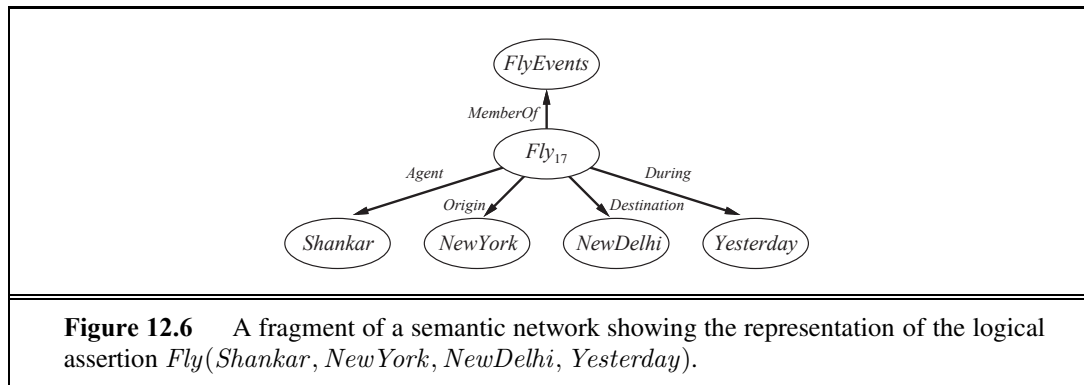 FlyEvents
MemberOf
Fly₁₇
Agent
During
Origin
Destination
Shankar
NewYork
NewDelhi
Yesterday
Figure 12.6 A fragment of a semantic network showing the representation of the logical
assertion Fly(Shankar, NewYork, NewDelhi, Yesterday).